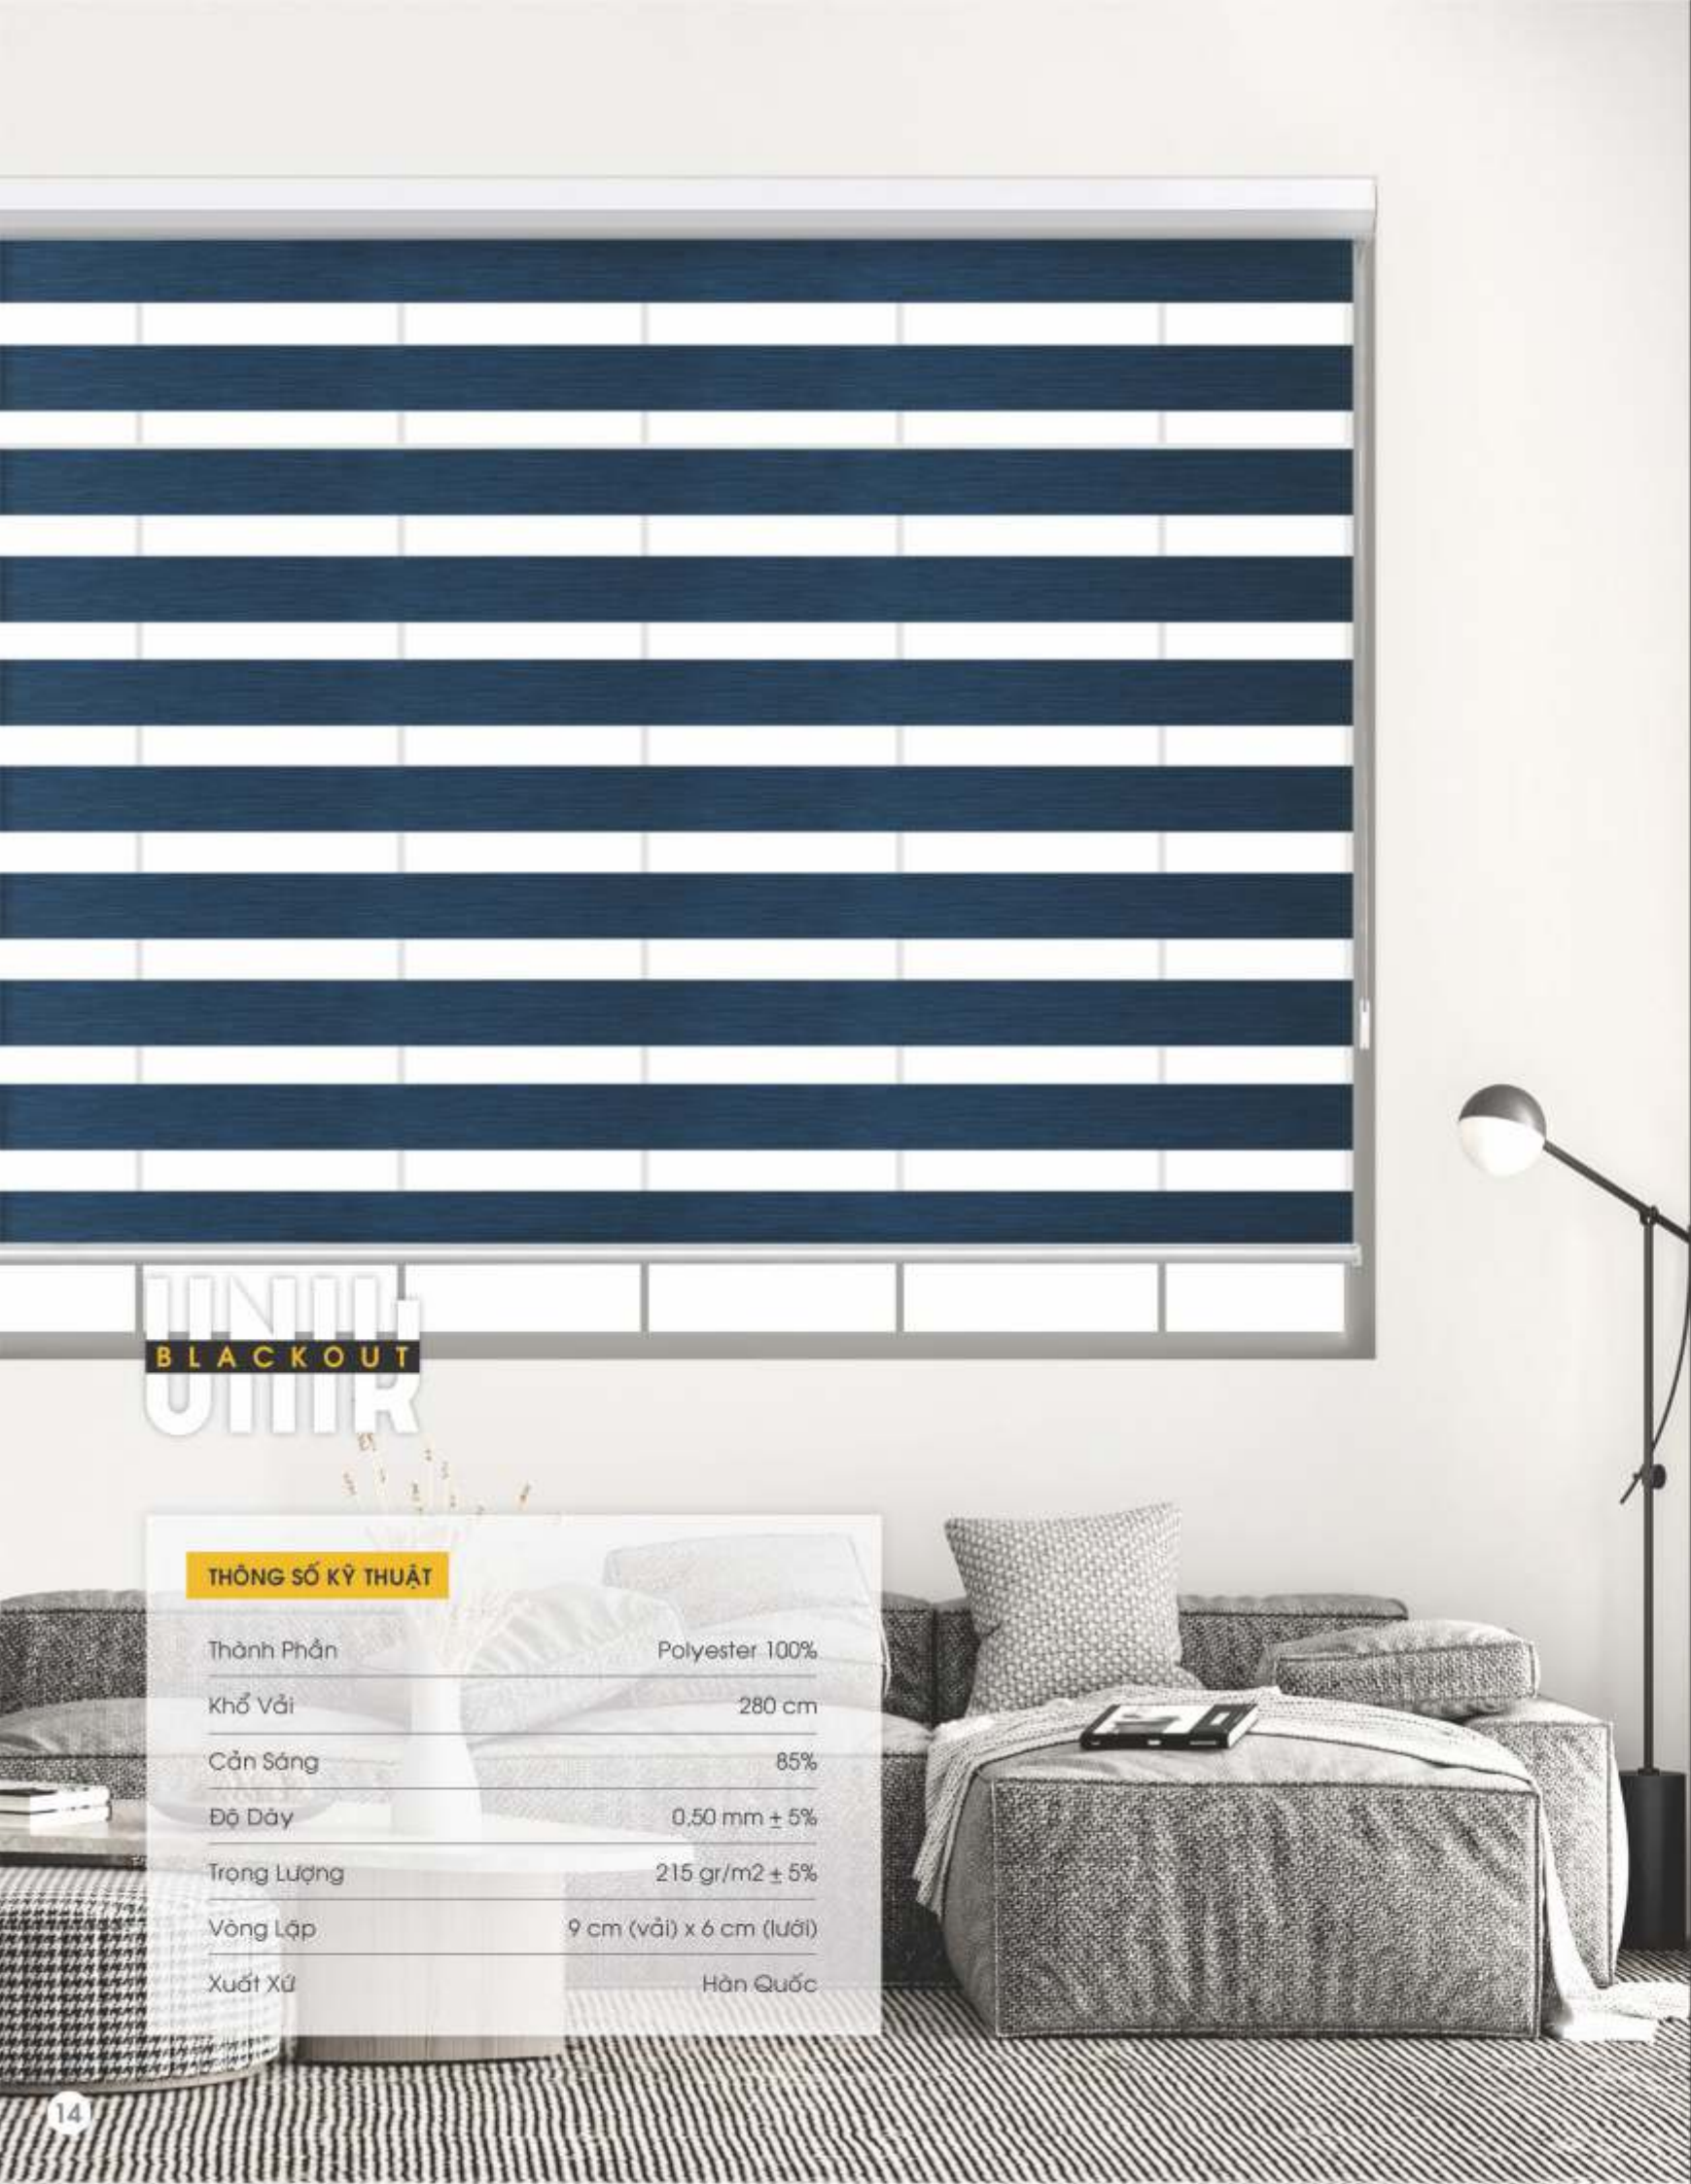 BLACKOUT
THÔNG SỐ KỸ THUẬT
Thành Phần Polyester 100%
Khổ Vải 280 cm
Cản Sáng 85%
Độ Dày 0,50 mm ± 5%
Trọng Lượng 215 gr/m2 ± 5%
Vòng Lặp 9 cm (vải) x 6 cm (lưới)
Xuất Xứ Hàn Quốc
14